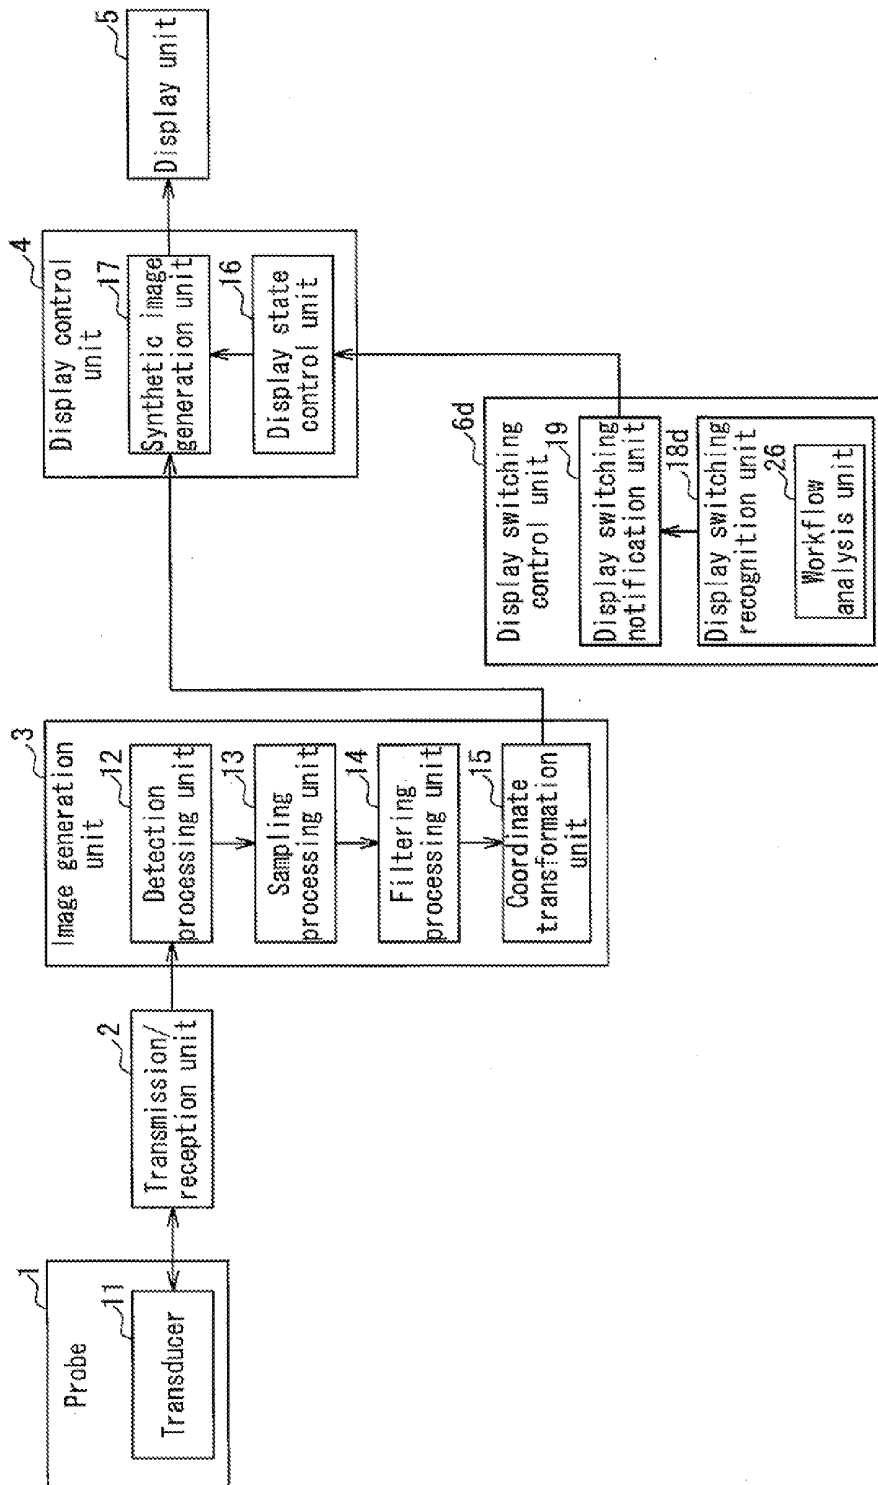 1
Probe
11
Transducer
2
Transmission/
reception unit
3
Image generation
unit
12
Detection
processing unit
13
Sampling
processing unit
14
Filtering
processing unit
15
Coordinate
transformation
unit
4
Display control
unit
17
Synthetic image
generation unit
16
Display state
control unit
5
Display unit
6d
Display switching
control unit
19
Display switching
notification unit
18d
Display switching
recognition unit
26
Workflow
analysis unit